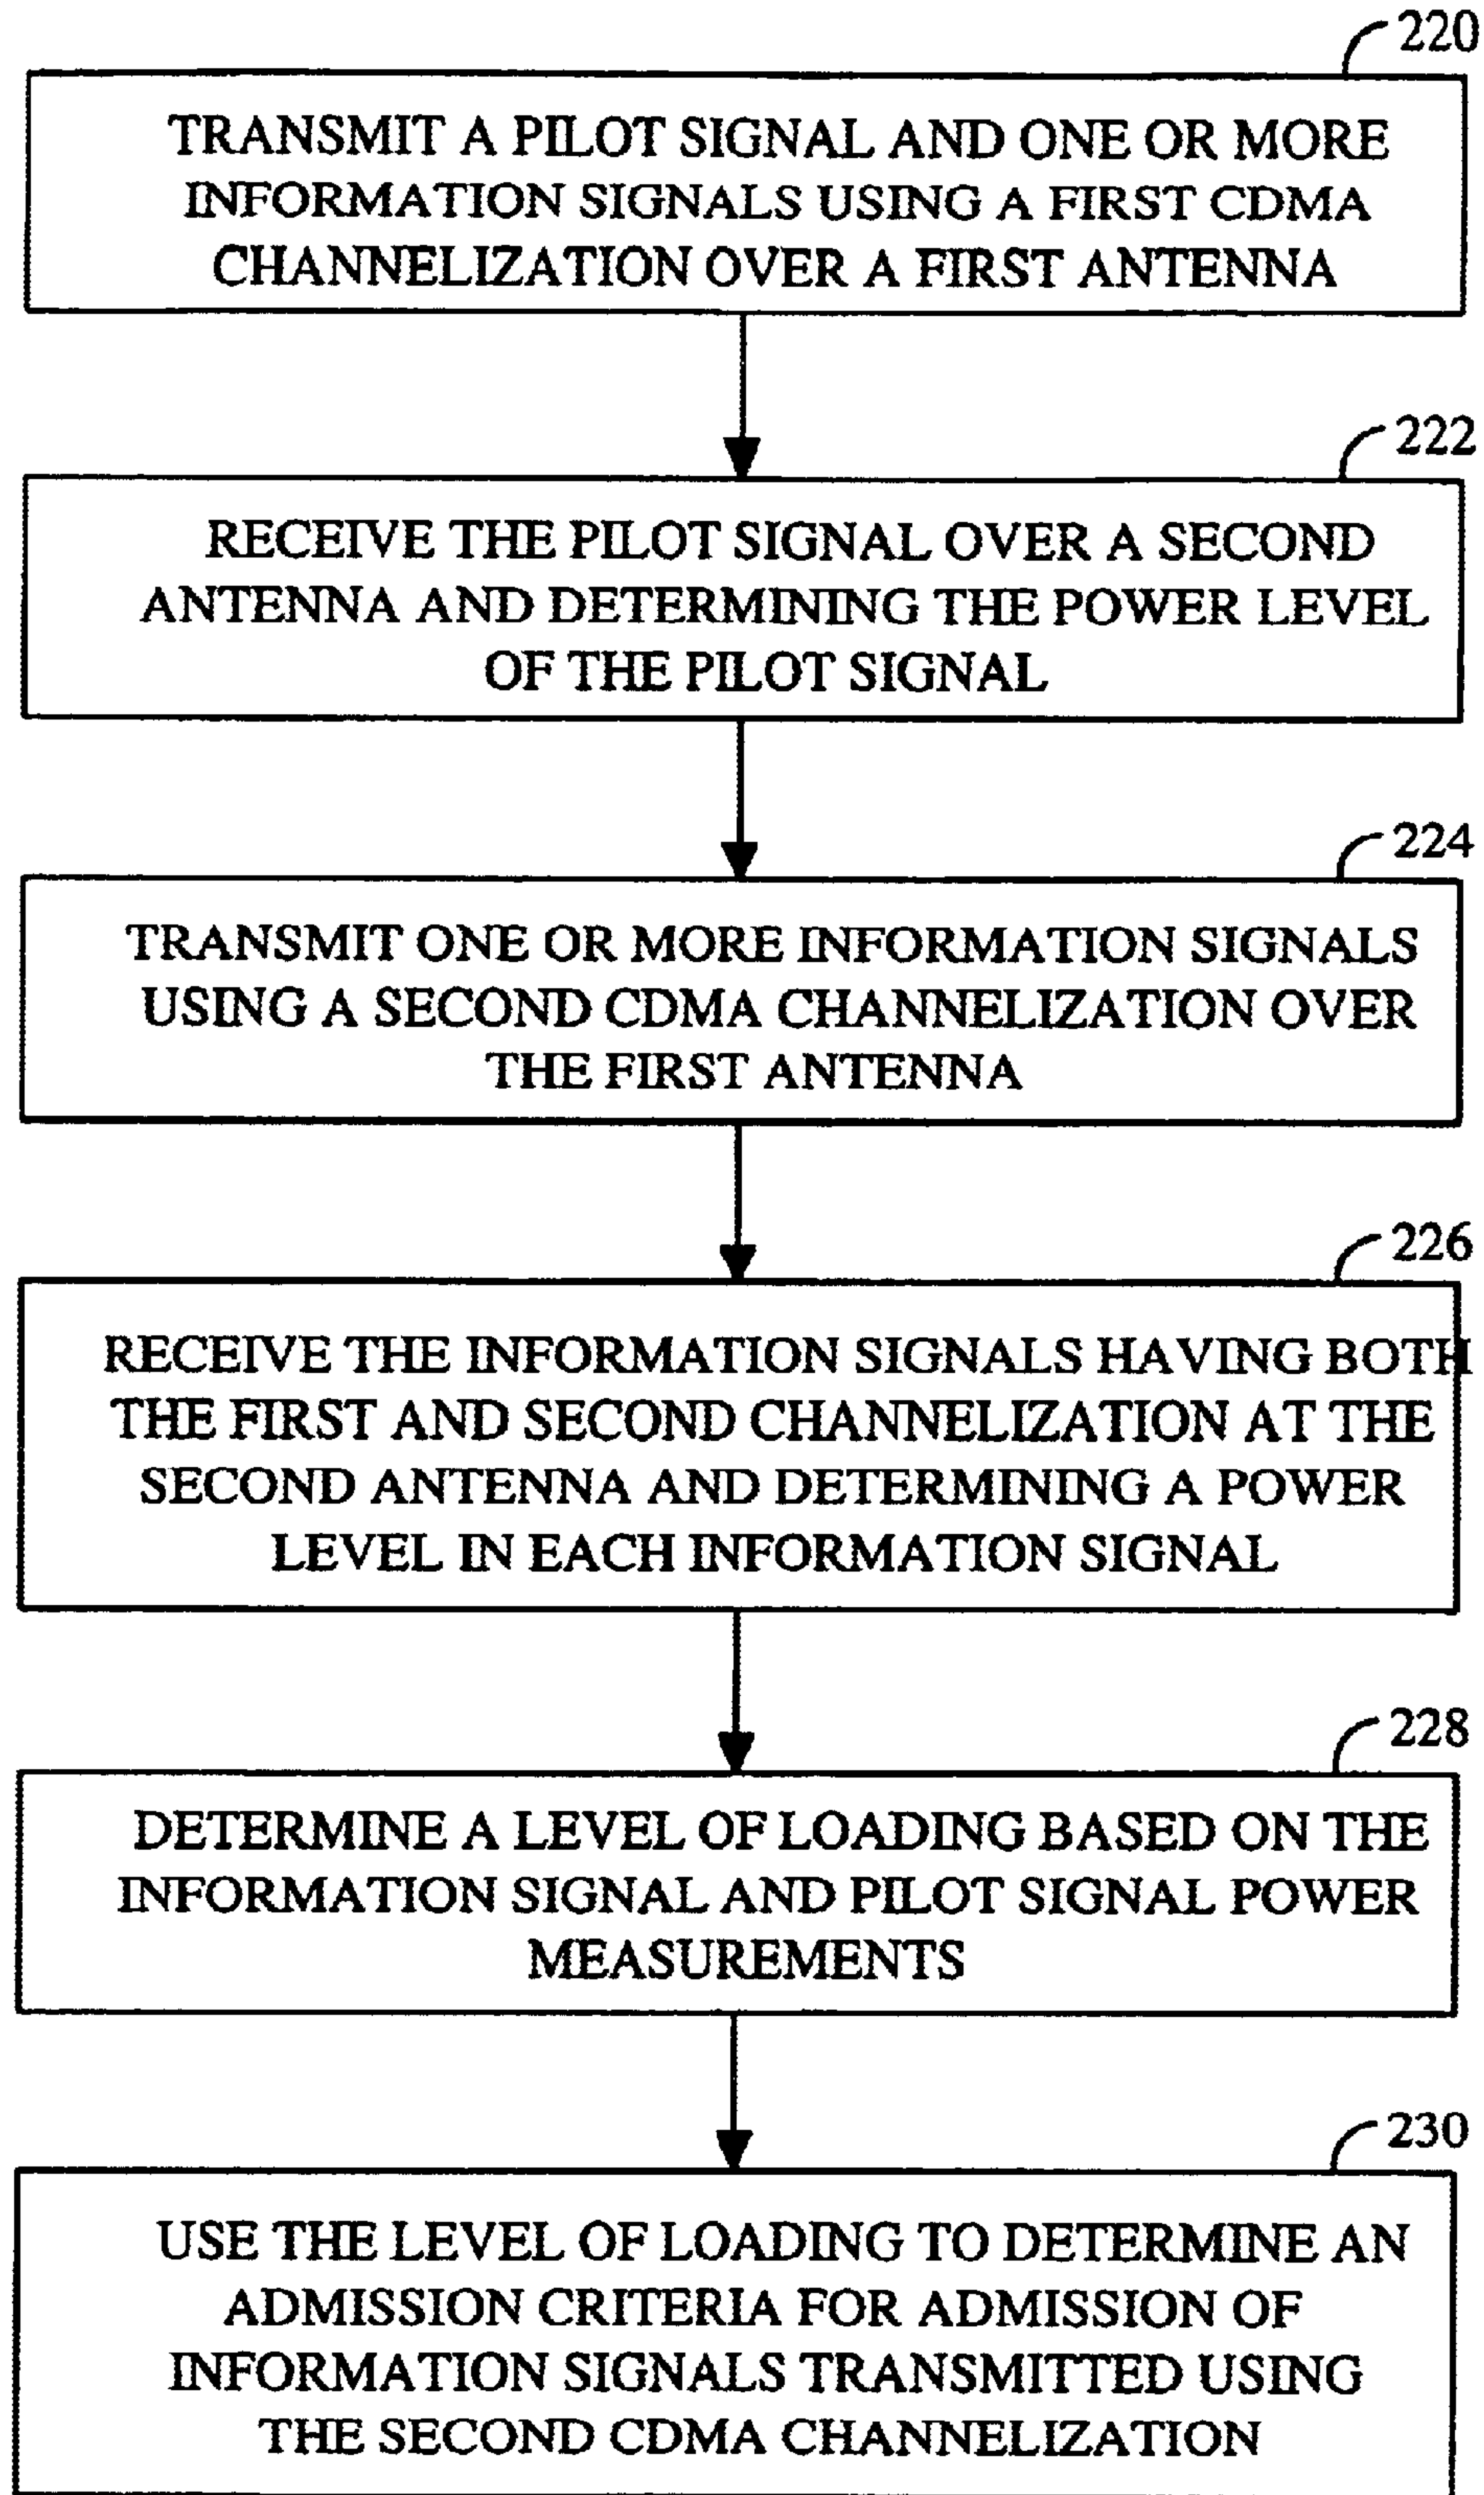 220
TRANSMIT A PILOT SIGNAL AND ONE OR MORE
INFORMATION SIGNALS USING A FIRST CDMA
CHANNELIZATION OVER A FIRST ANTENNA
222
RECEIVE THE PILOT SIGNAL OVER A SECOND
ANTENNA AND DETERMINING THE POWER LEVEL
OF THE PILOT SIGNAL
224
TRANSMIT ONE OR MORE INFORMATION SIGNALS
USING A SECOND CDMA CHANNELIZATION OVER
THE FIRST ANTENNA
226
RECEIVE THE INFORMATION SIGNALS HAVING BOTH
THE FIRST AND SECOND CHANNELIZATION AT THE
SECOND ANTENNA AND DETERMINING A POWER
LEVEL IN EACH INFORMATION SIGNAL
228
DETERMINE A LEVEL OF LOADING BASED ON THE
INFORMATION SIGNAL AND PILOT SIGNAL POWER
MEASUREMENTS
230
USE THE LEVEL OF LOADING TO DETERMINE AN
ADMISSION CRITERIA FOR ADMISSION OF
INFORMATION SIGNALS TRANSMITTED USING
THE SECOND CDMA CHANNELIZATION